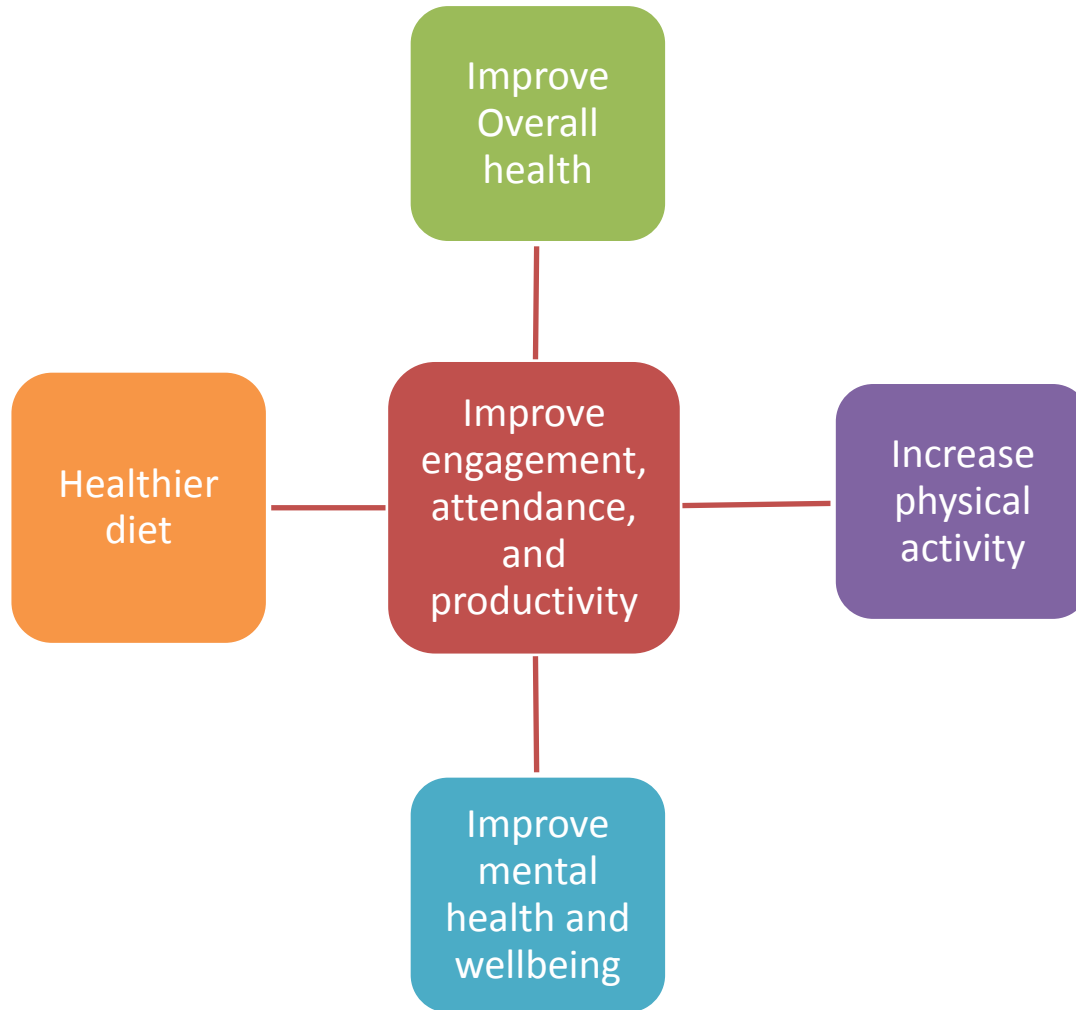 Improve
Overall
health
Healthier
diet
Improve
engagement,
attendance,
and
productivity
Increase
physical
activity
Improve
mental
health and
wellbeing